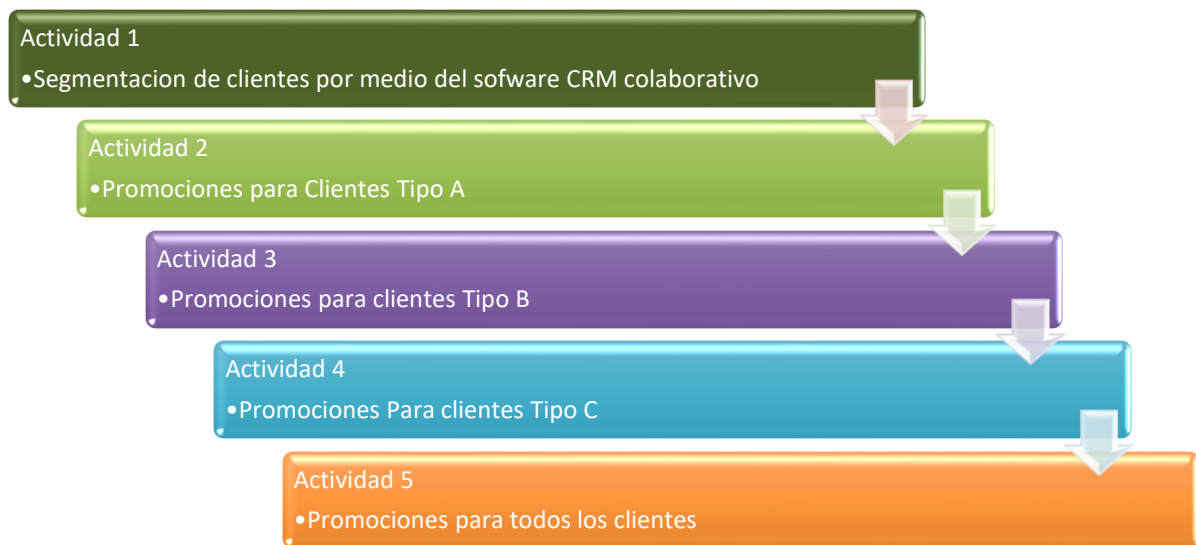 Actividad 1
•Segmentacion de clientes por medio del sofware CRM colaborativo
Actividad 2
•Promociones para Clientes Tipo A
Actividad 3
•Promociones para clientes Tipo B
Actividad 4
•Promociones Para clientes Tipo C
Actividad 5
•Promociones para todos los clientes